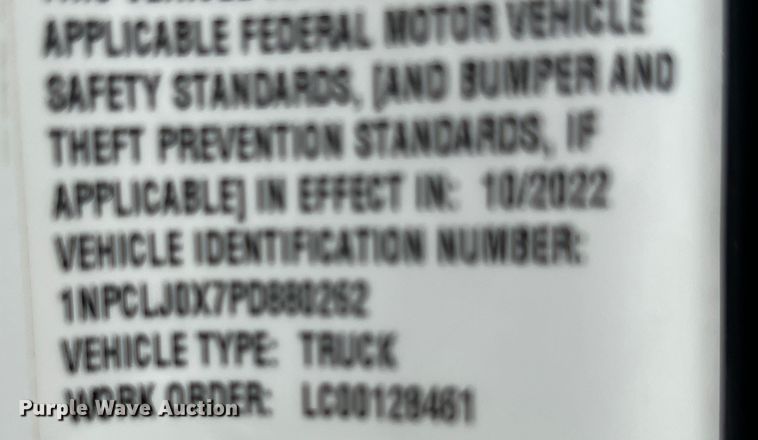 APPLICABLE FEDERAL MOTOR VEHICLE
SAFETY STANDARDS, [AND BUMPER AND
THEFT PREVENTION STANDARDS, IF
APPLICABLE] IN EFFECT IN: 10/2022
VEHICLE IDENTIFICATION NUMBER:
1NPCLJ0X7PD880262
VEHICLE TYPE: TRUCK
WORK ORDER: LC00129461
Purple Wave Auction